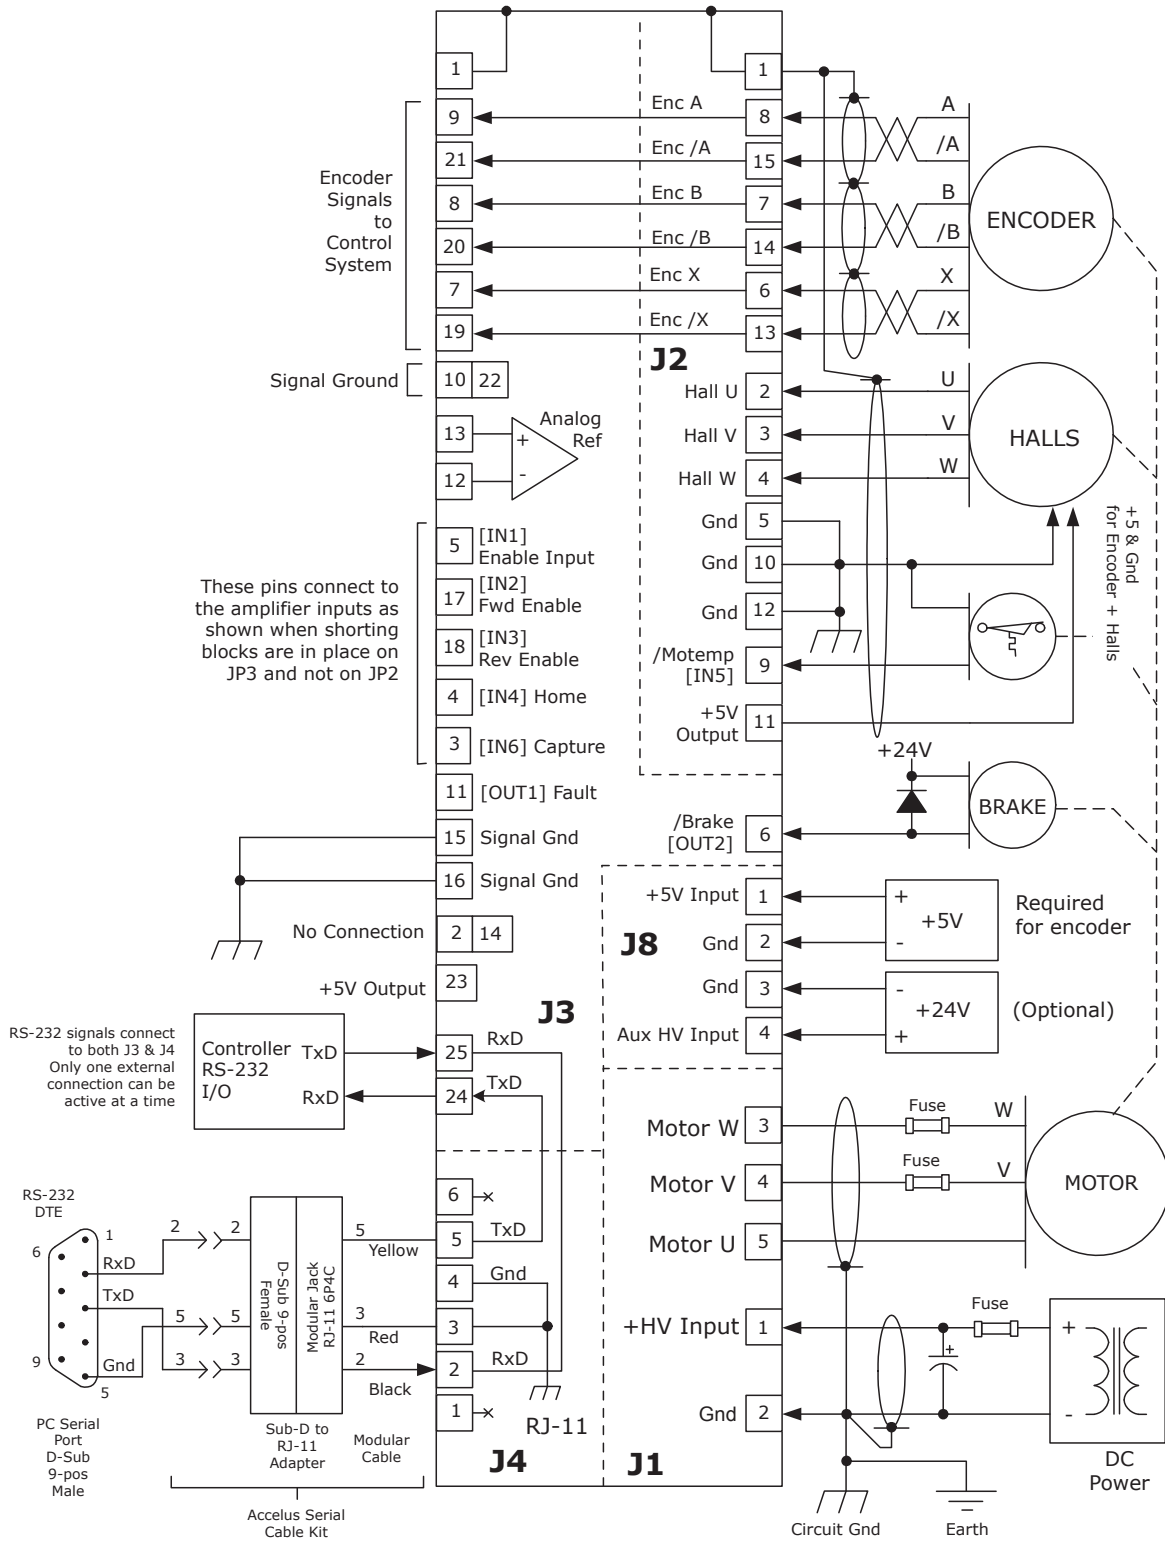 1
1
9
Enc A
8
A
21
Enc /A
15
/A
Encoder
Signals
to
Control
System
8
Enc B
7
B
ENCODER
20
Enc /B
14
/B
7
Enc X
6
X
19
Enc /X
13
/X
J2
Signal Ground
10 22
Hall U
2
U
13
+
Analog
Ref
Hall V
3
V
HALLS
12
-
Hall W
4
W
5
[IN1]
Enable Input
Gnd
5
+5 & Gnd
for Encoder + Halls
17
[IN2]
Fwd Enable
Gnd
10
These pins connect to
the amplifier inputs as
shown when shorting
blocks are in place on
JP3 and not on JP2
18
[IN3]
Rev Enable
Gnd
12
4
[IN4] Home
/Motemp
[IN5]
9
3
[IN6] Capture
+5V
Output
11
11
[OUT1] Fault
+24V
BRAKE
15
Signal Gnd
/Brake
[OUT2]
6
16
Signal Gnd
+5V Input
1
+
+5V
-
Required
for encoder
2 14
No Connection
J8
Gnd
2
+5V Output
23
Gnd
3
-
+24V
+
(Optional)
J3
Aux HV Input
4
RS-232 signals connect
to both J3 & J4
Only one external
connection can be
active at a time
Controller
RS-232
I/O
TxD
RxD
25
RxD
24
TxD
Motor W
3
Fuse
W
Motor V
4
Fuse
V
MOTOR
Motor U
5
RS-232
DTE
1
6
RxD
TxD
9
Gnd
5
2
2
5
5
3
3
D-Sub 9-pos
Female
Modular Jack
RJ-11 6P4C
5
Yellow
3
Red
2
Black
6
5
TxD
4
Gnd
3
2
RxD
1
RJ-11
+HV Input
1
Fuse
+
+
Gnd
2
-
DC
Power
PC Serial
Port
D-Sub
9-pos
Male
Sub-D to
RJ-11
Adapter
Modular
Cable
J4
J1
Accelus Serial
Cable Kit
Circuit Gnd
Earth